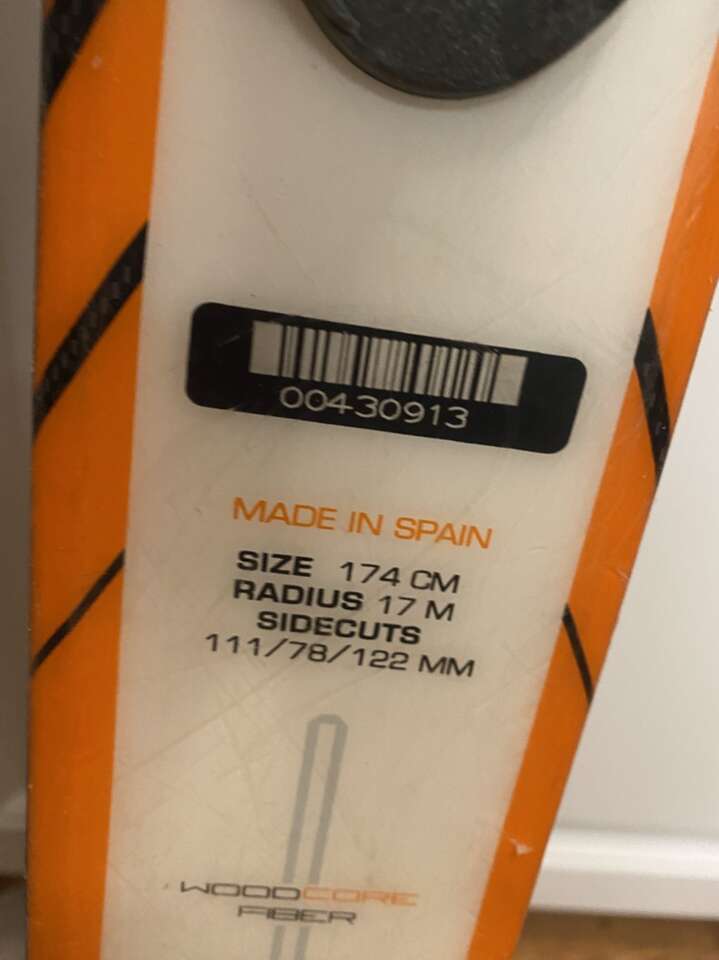 00430913
MADE IN SPAIN
SIZE 174 CM
RADIUS 17 M
SIDECUTS
111/78/122 MM
WOODCORE
FIBER